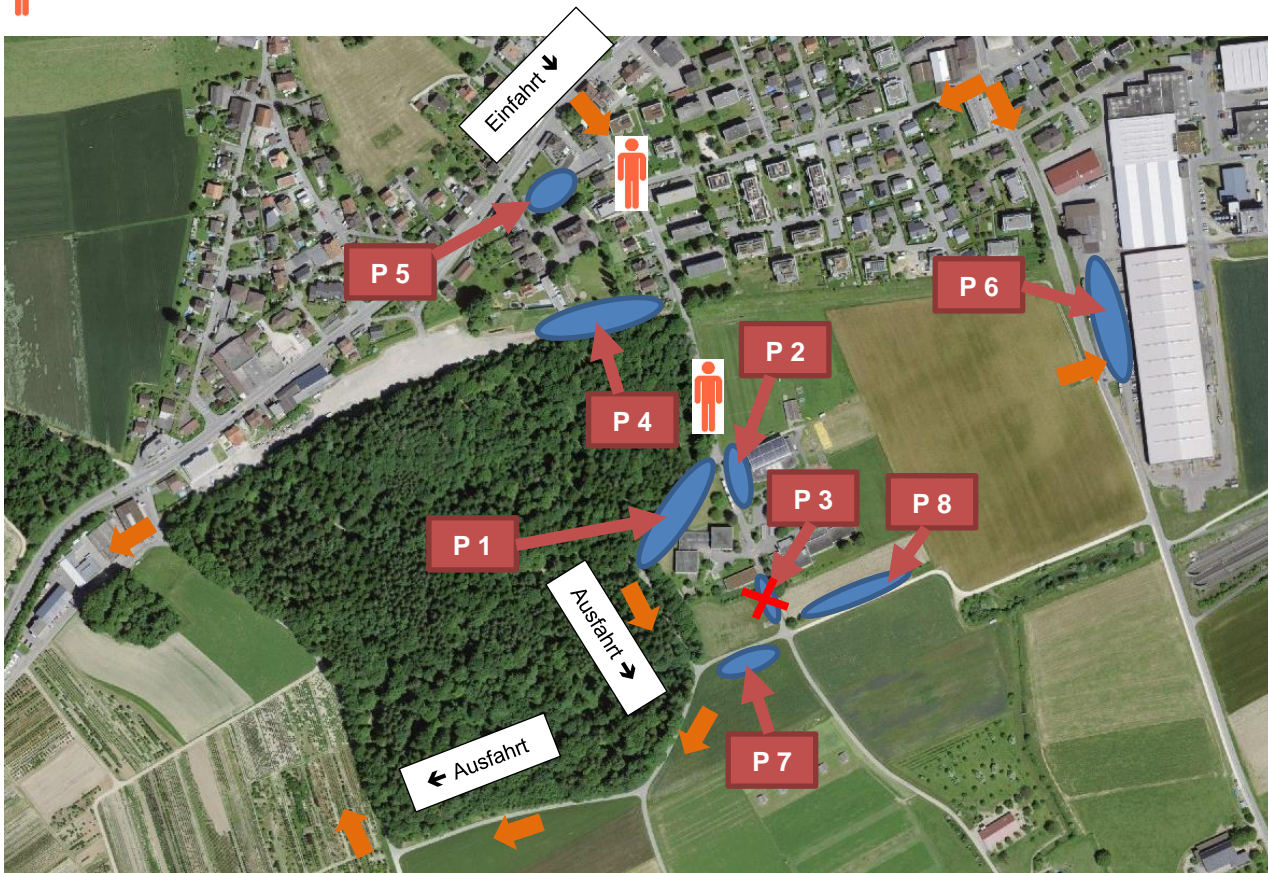 Einfahrt →
P 5
P 6
P 2
P 4
P 3
P 8
P 1
Ausfahrt →
← Ausfahrt
P 7